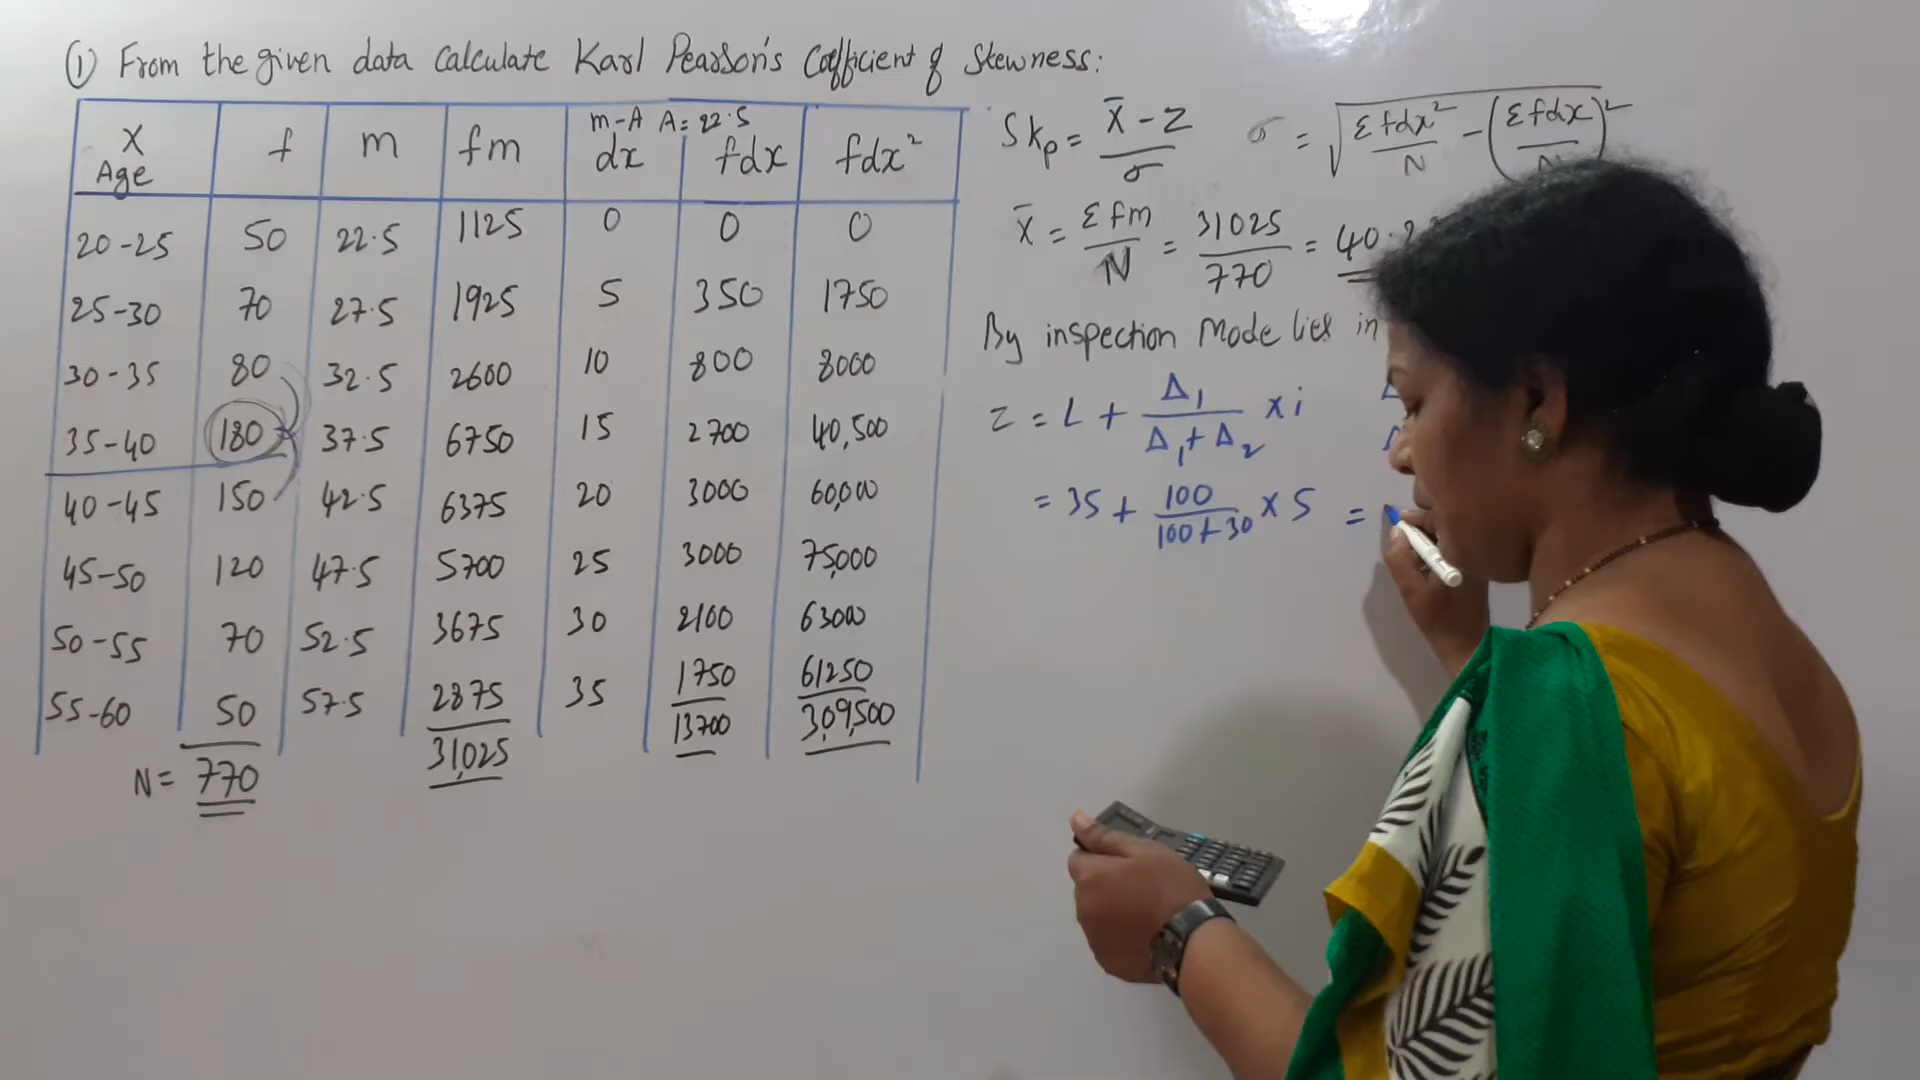 ① From the given data calculate Karl Pearson's Coefficient of Skewness:
X Age f m fm m-A dx A=22.5 fdx fdx²
20-25 50 22.5 1125 0 0 0
25-30 70 27.5 1925 5 350 1750
30-35 80 32.5 2600 10 800 8000
35-40 180 37.5 6750 15 2700 40,500
40-45 150 42.5 6375 20 3000 60,000
45-50 120 47.5 5700 25 3000 75,000
50-55 70 52.5 3675 30 2100 63000
55-60 50 57.5 2875 35 1750 61250
N= 770 31,025 13700 3,09,500
Skp = X̄ - Z / σ
σ = √ Σfdx² / N - (Σfdx / N)²
X̄ = Σfm / N = 31025 / 770 = 40.2
By inspection Mode lies in
Z = L + Δ₁ / Δ₁+Δ₂ x i
= 35 + 100 / 100+30 x 5 =